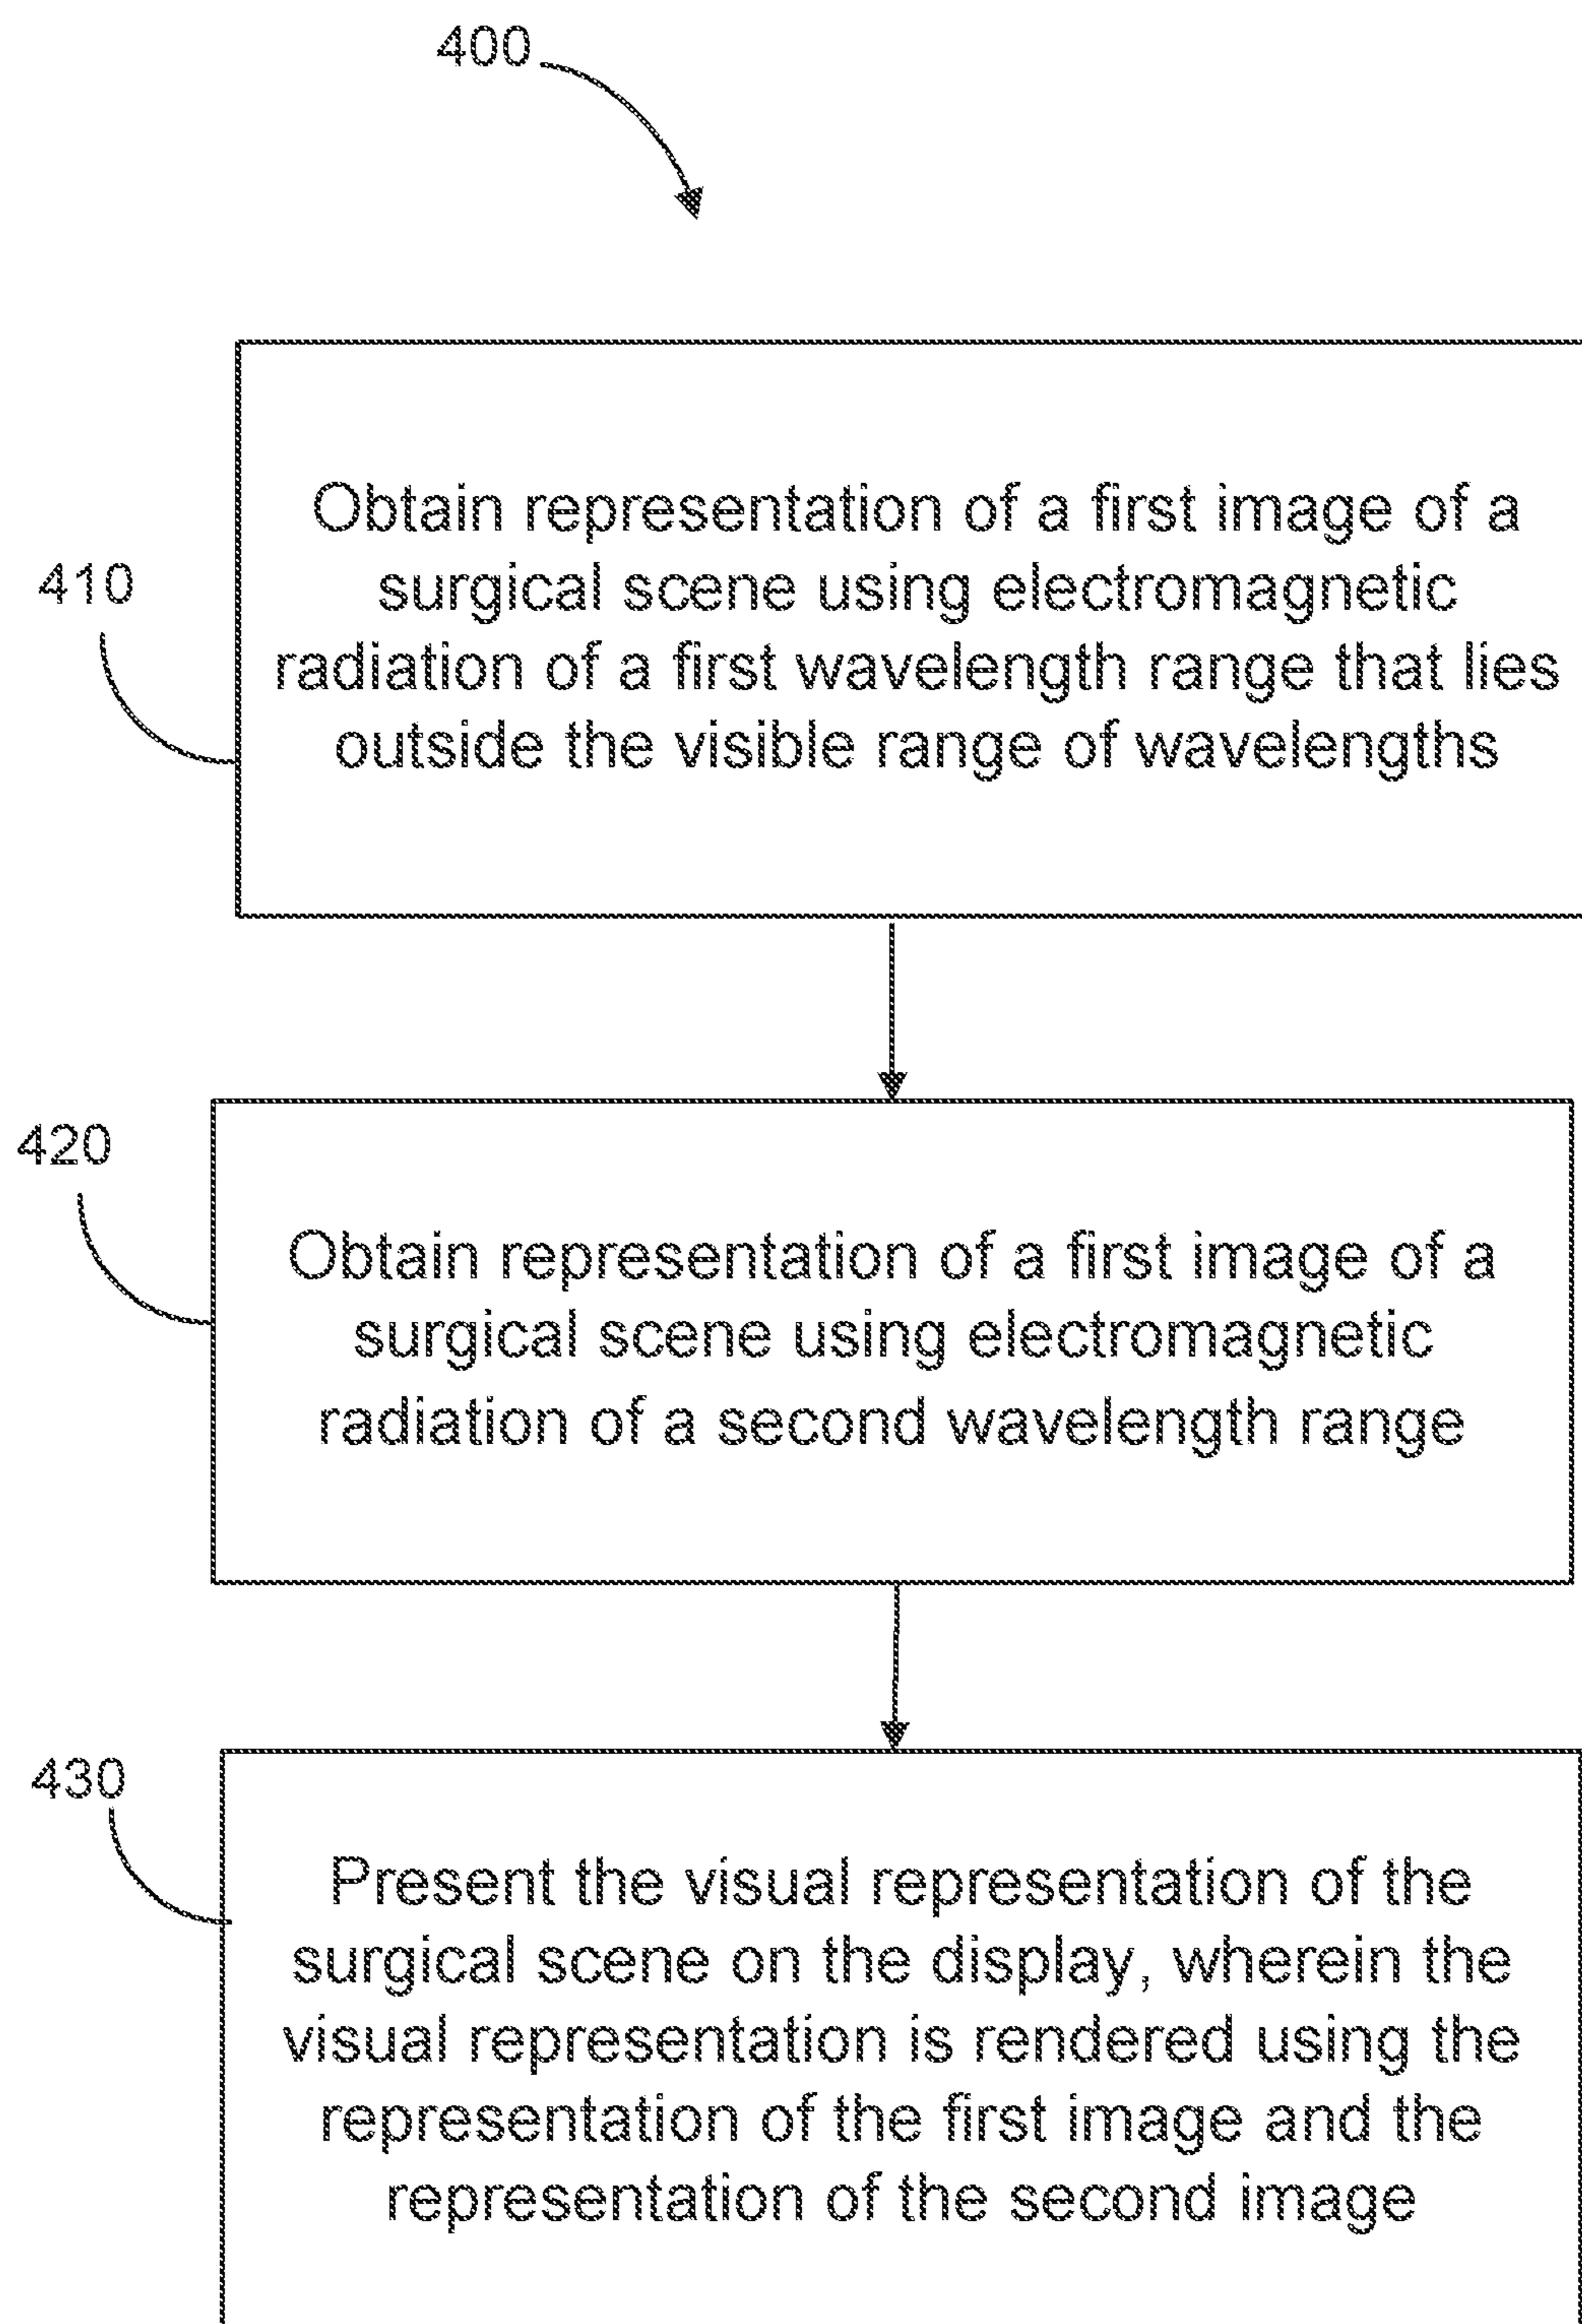 400
410
Obtain representation of a first image of a
surgical scene using electromagnetic
radiation of a first wavelength range that lies
outside the visible range of wavelengths
420
Obtain representation of a first image of a
surgical scene using electromagnetic
radiation of a second wavelength range
430
Present the visual representation of the
surgical scene on the display, wherein the
visual representation is rendered using the
representation of the first image and the
representation of the second image